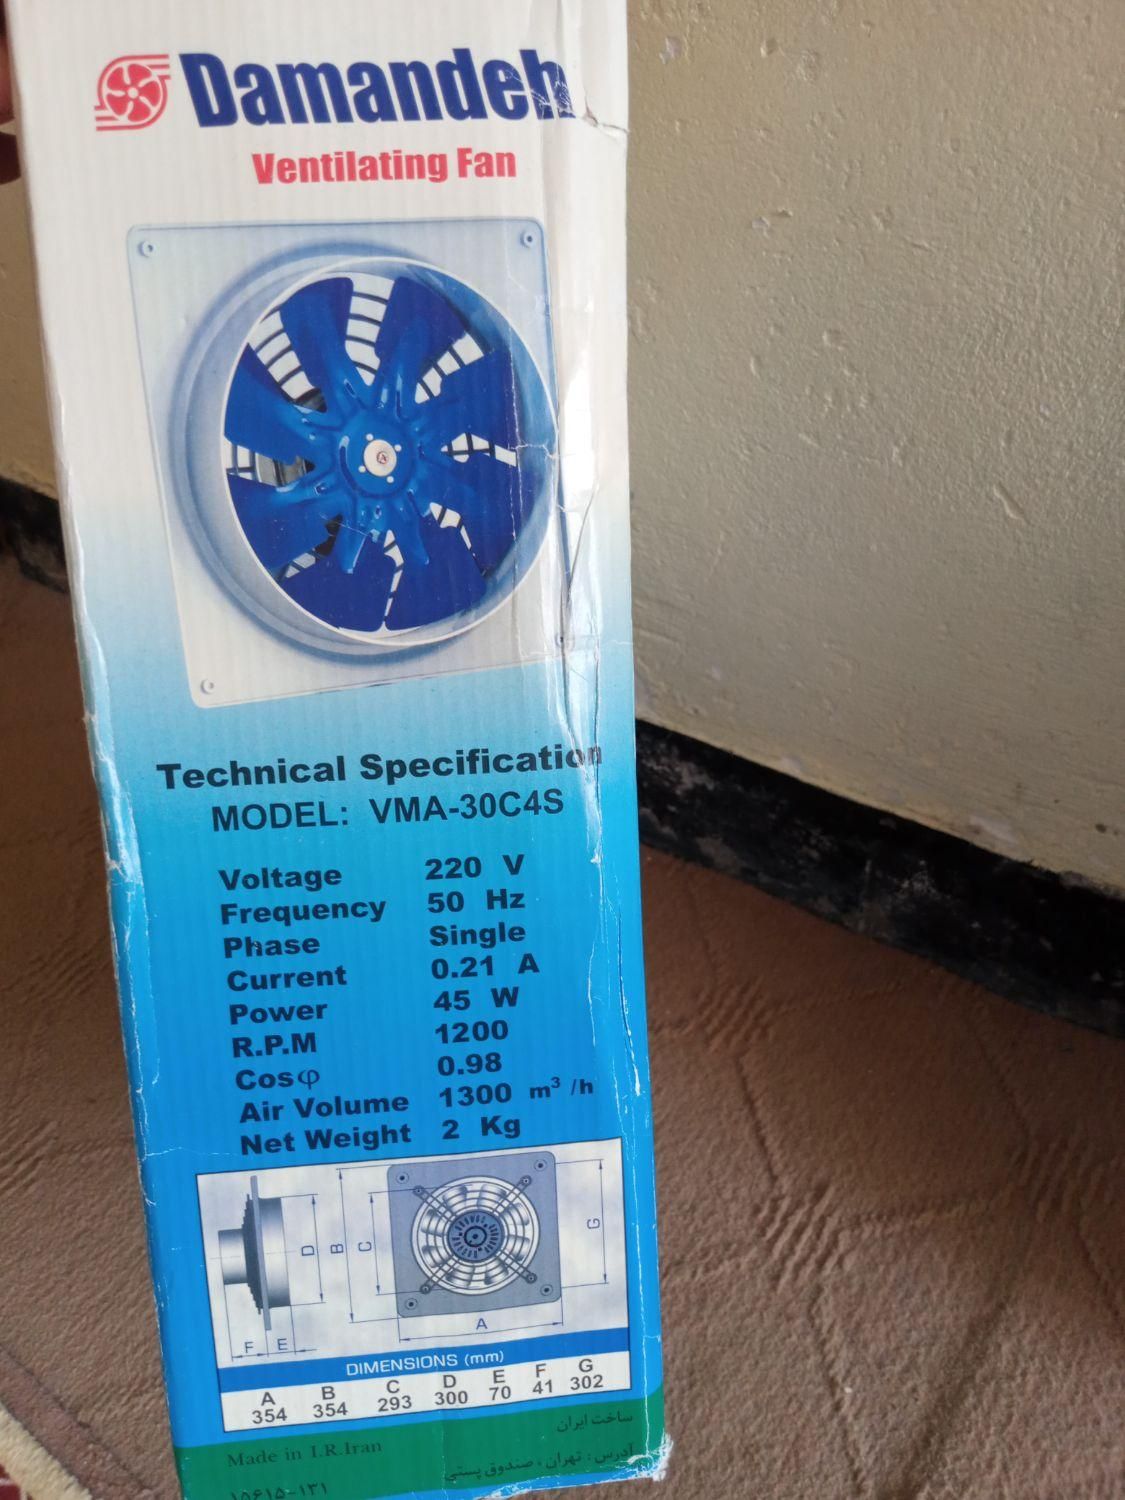 Damandeh
Ventilating Fan
Technical Specification
MODEL: VMA-30C4S
Voltage 220 V
Frequency 50 Hz
Phase Single
Current 0.21 A
Power 45 W
R.P.M 1200
Cosφ 0.98
Air Volume 1300 m³ /h
Net Weight 2 Kg
D B C G
F E A
DIMENSIONS (mm)
A B C D E F G
354 354 293 300 70 41 302
ساخت ایران
Made in I.R.Iran
آدرس : تهران ، صندوق پستی
۱۵۶۱۵-۱۳۱